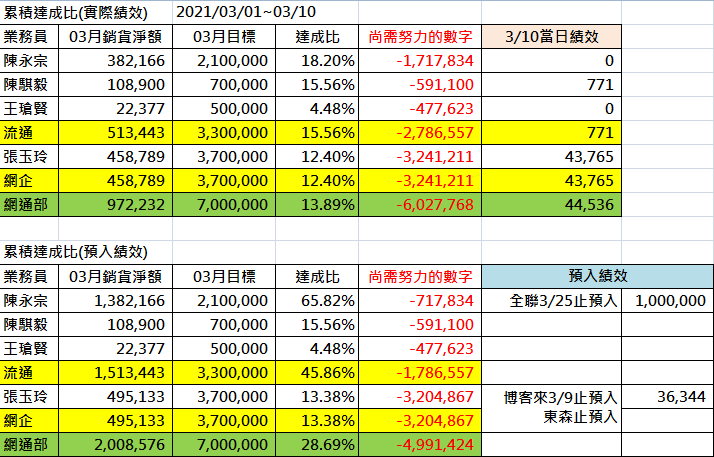 累積達成比(實際績效) 2021/03/01~03/10
業務員 03月銷貨淨額 03月目標 達成比 尚需努力的數字 3/10當日績效
陳永宗 382,166 2,100,000 18.20% -1,717,834 0
陳騏毅 108,900 700,000 15.56% -591,100 771
王瑲賢 22,377 500,000 4.48% -477,623 0
流通 513,443 3,300,000 15.56% -2,786,557 771
張玉玲 458,789 3,700,000 12.40% -3,241,211 43,765
網企 458,789 3,700,000 12.40% -3,241,211 43,765
網通部 972,232 7,000,000 13.89% -6,027,768 44,536
累積達成比(預入績效)
業務員 03月銷貨淨額 03月目標 達成比 尚需努力的數字 預入績效
陳永宗 1,382,166 2,100,000 65.82% -717,834 全聯3/25止預入 1,000,000
陳騏毅 108,900 700,000 15.56% -591,100
王瑲賢 22,377 500,000 4.48% -477,623
流通 1,513,443 3,300,000 45.86% -1,786,557
張玉玲 495,133 3,700,000 13.38% -3,204,867 博客來3/9止預入 36,344
網企 495,133 3,700,000 13.38% -3,204,867 東森止預入
網通部 2,008,576 7,000,000 28.69% -4,991,424